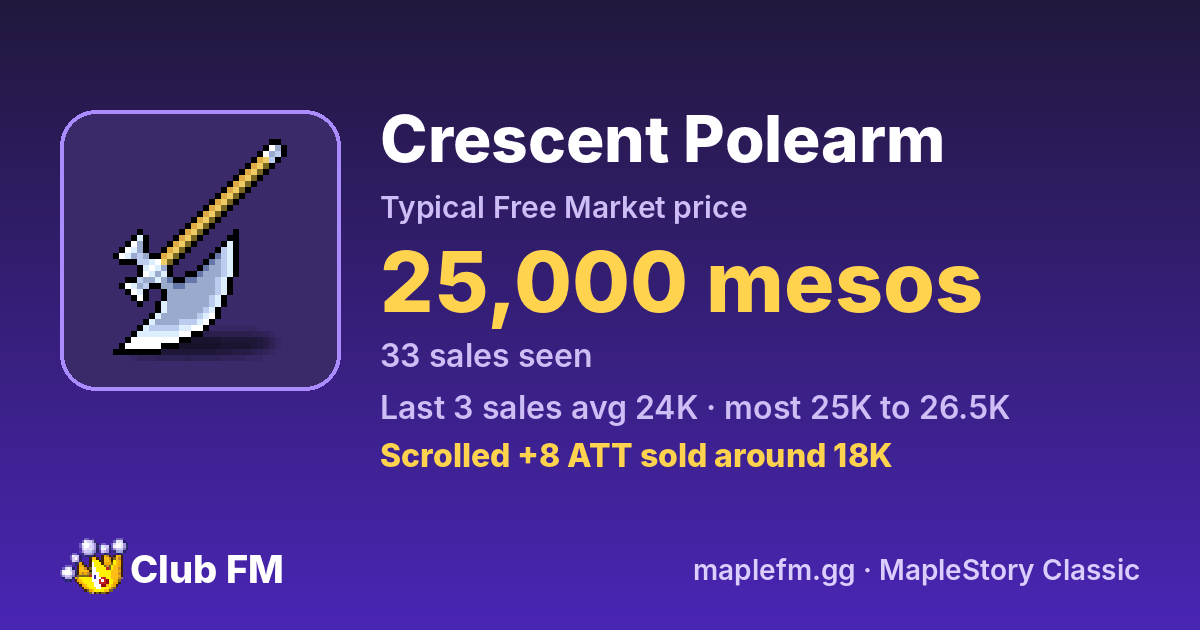 Crescent Polearm
Typical Free Market price
25,000 mesos
33 sales seen
Last 3 sales avg 24K · most 25K to 26.5K
Scrolled +8 ATT sold around 18K
Club FM
maplefm.gg · MapleStory Classic